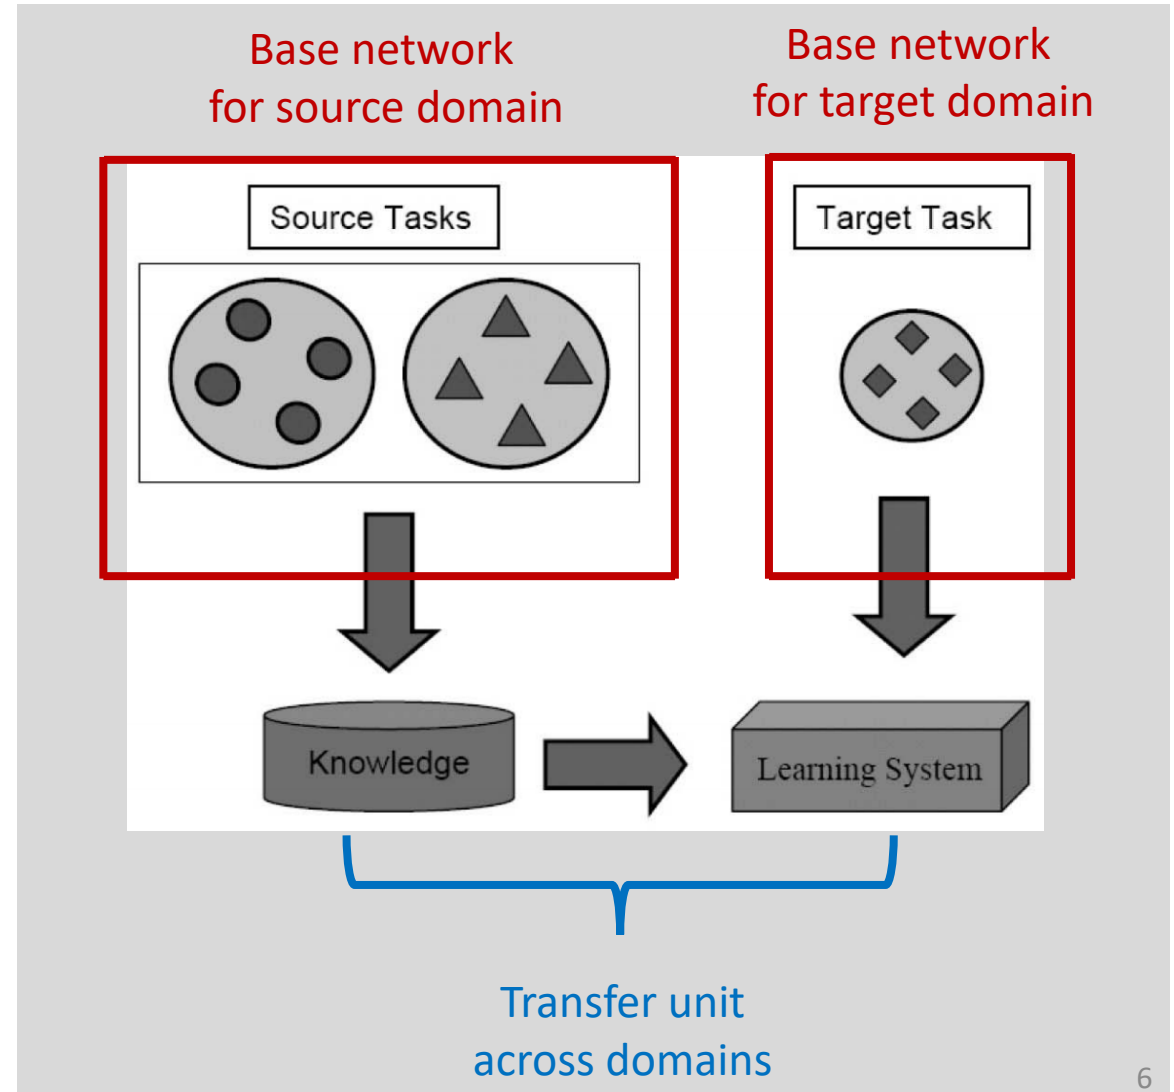 Base network
for source domain
Base network
for target domain
Source Tasks
Target Task
Knowledge
Learning System
Transfer unit
across domains
6